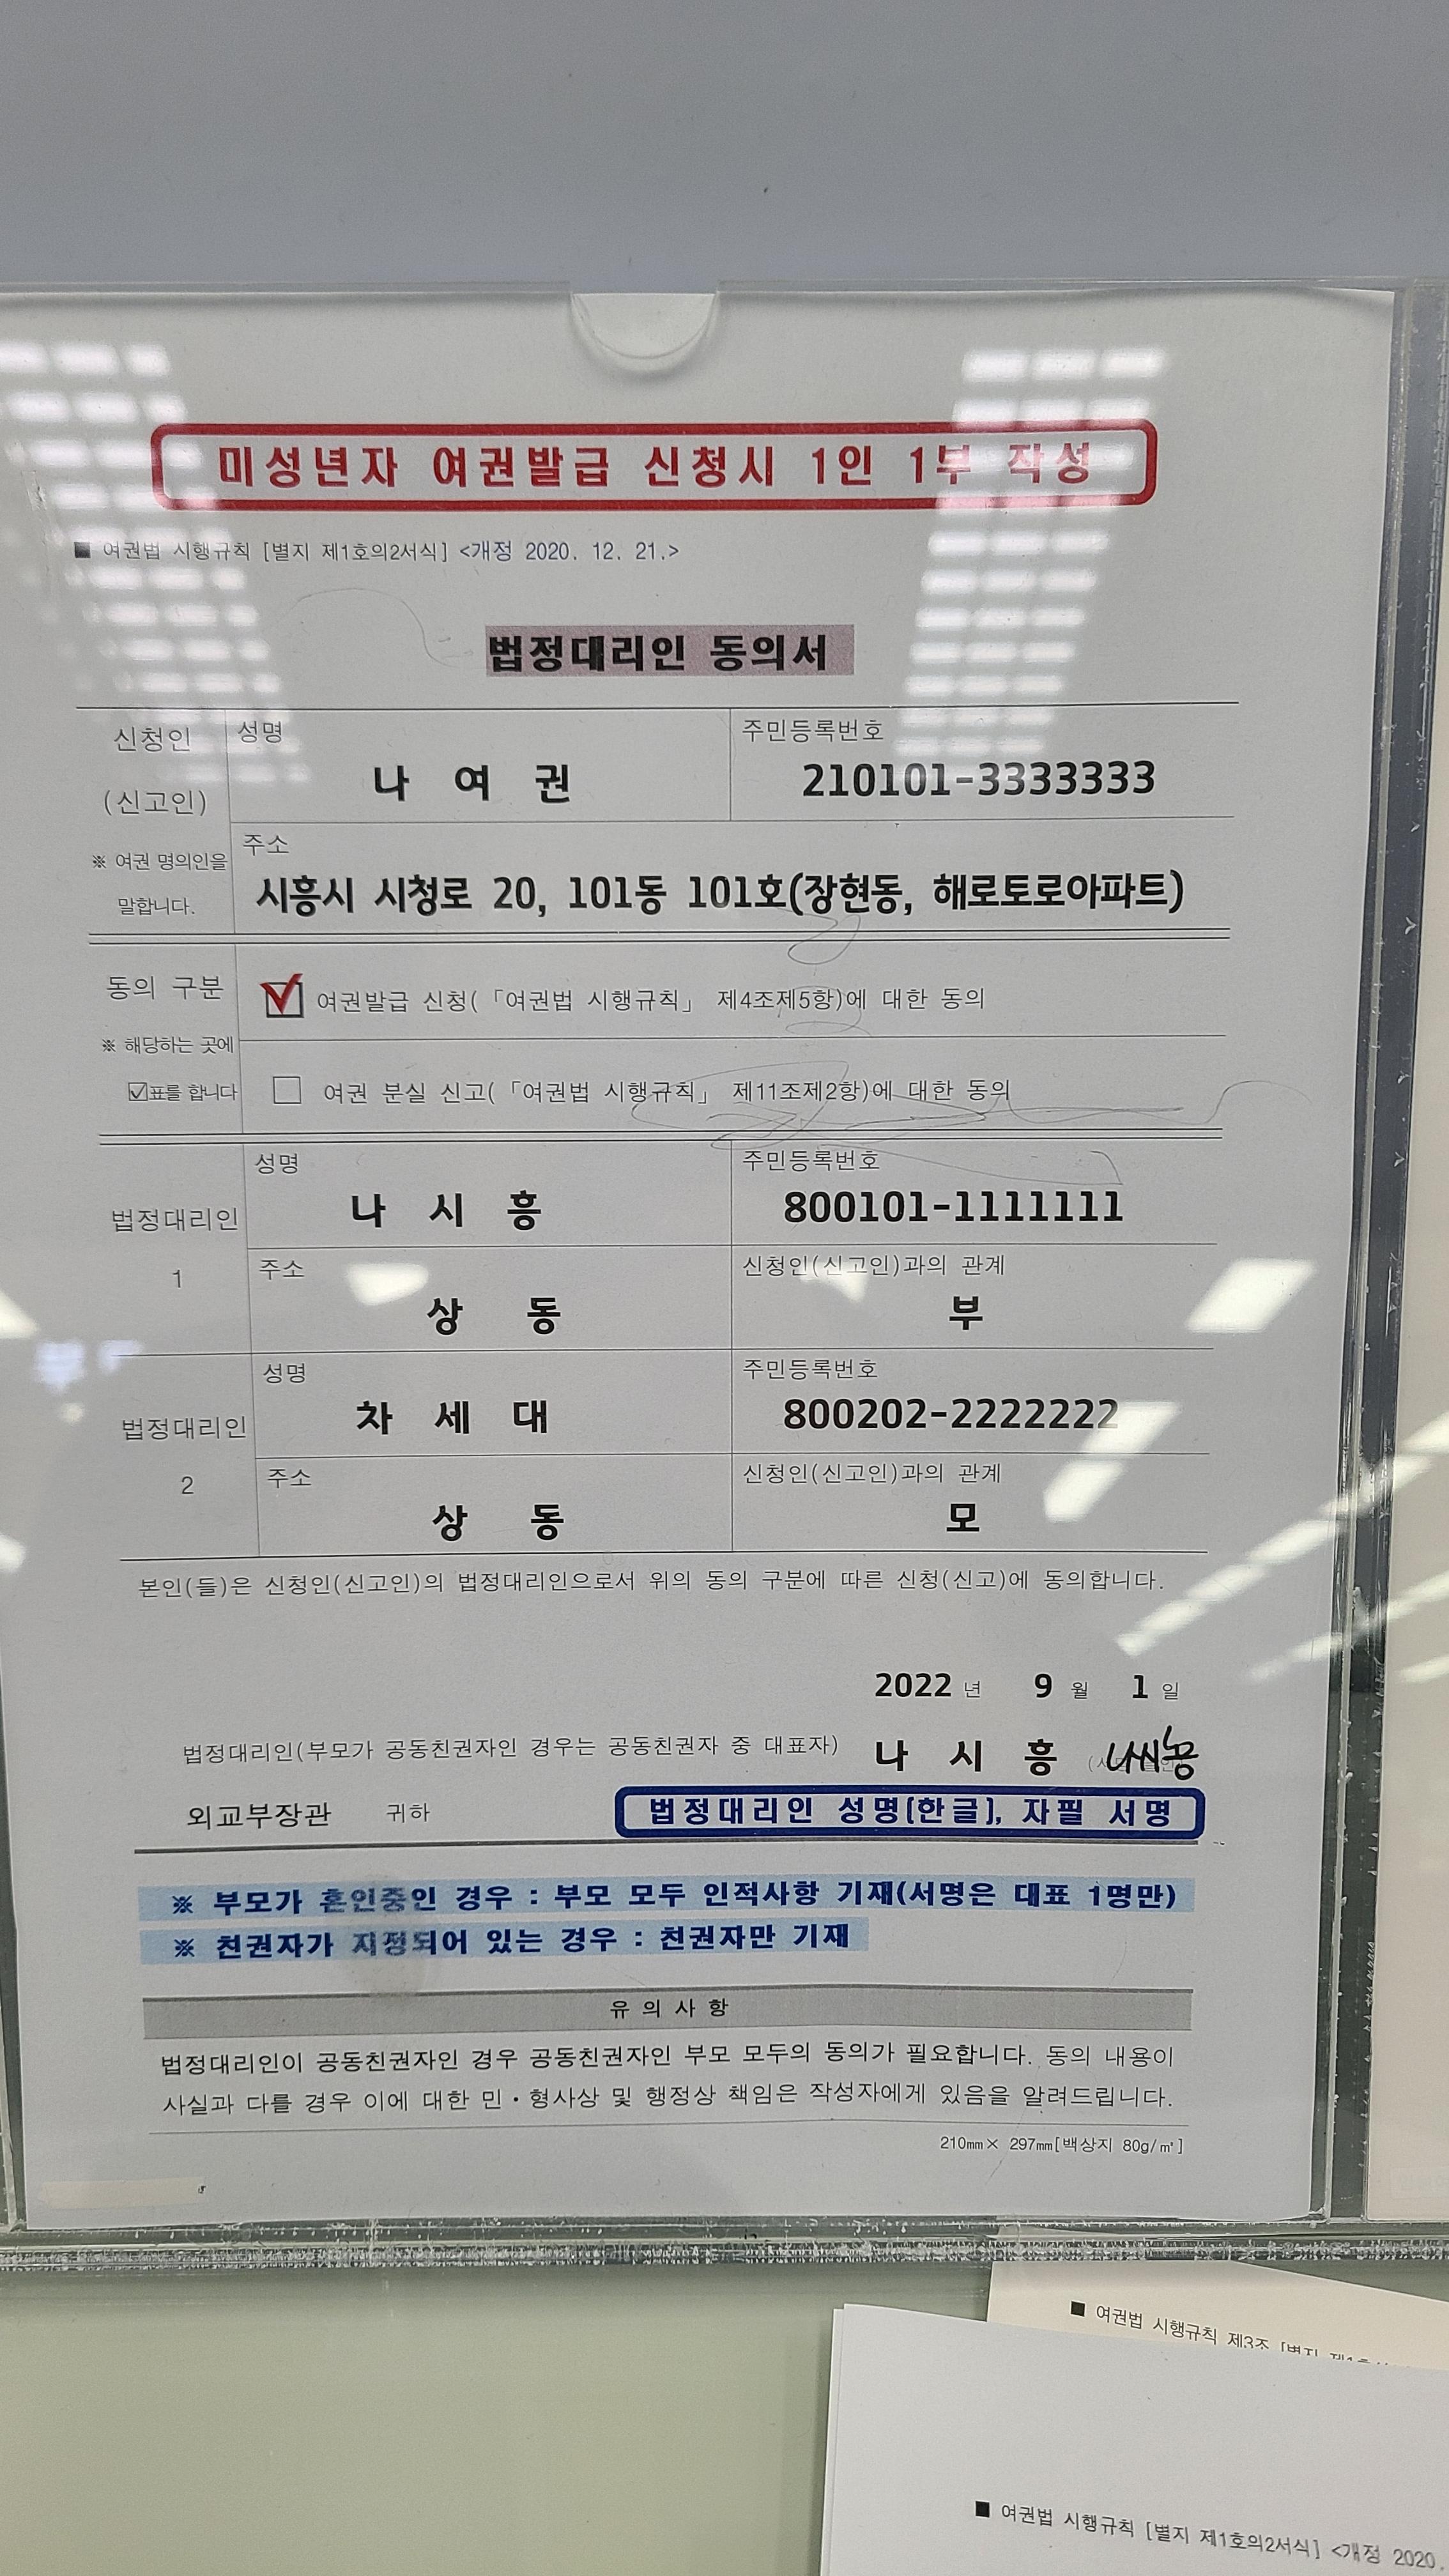 미성년자 여권발급 신청시 1인 1부 작성
■ 여권법 시행규칙 [별지 제1호의2서식] <개정 2020. 12. 21.>
법정대리인 동의서
신청인
(신고인)
※ 여권 명의인을
말합니다.
성명
나 여 권
주민등록번호
210101-3333333
주소
시흥시 시청로 20, 101동 101호(장현동, 해로토로아파트)
동의 구분
※ 해당하는 곳에
☑표를 합니다
☑ 여권발급 신청(「여권법 시행규칙」 제4조제5항)에 대한 동의
☐ 여권 분실 신고(「여권법 시행규칙」 제11조제2항)에 대한 동의
법정대리인
1
성명
나 시 흥
주민등록번호
800101-1111111
주소
상 동
신청인(신고인)과의 관계
부
법정대리인
2
성명
차 세 대
주민등록번호
800202-2222222
주소
상 동
신청인(신고인)과의 관계
모
본인(들)은 신청인(신고인)의 법정대리인으로서 위의 동의 구분에 따른 신청(신고)에 동의합니다.
2022 년 9 월 1 일
법정대리인(부모가 공동친권자인 경우는 공동친권자 중 대표자) 나 시 흥
외교부장관 귀하
법정대리인 성명(한글), 자필 서명
※ 부모가 혼인중인 경우 : 부모 모두 인적사항 기재(서명은 대표 1명만)
※ 친권자가 지정되어 있는 경우 : 친권자만 기재
유 의 사 항
법정대리인이 공동친권자인 경우 공동친권자인 부모 모두의 동의가 필요합니다. 동의 내용이
사실과 다를 경우 이에 대한 민·형사상 및 행정상 책임은 작성자에게 있음을 알려드립니다.
210㎜× 297㎜[백상지 80g/㎡]
■ 여권법 시행규칙 제3조 [별지
■ 여권법 시행규칙 [별지 제1호의2서식] <개정 2020.